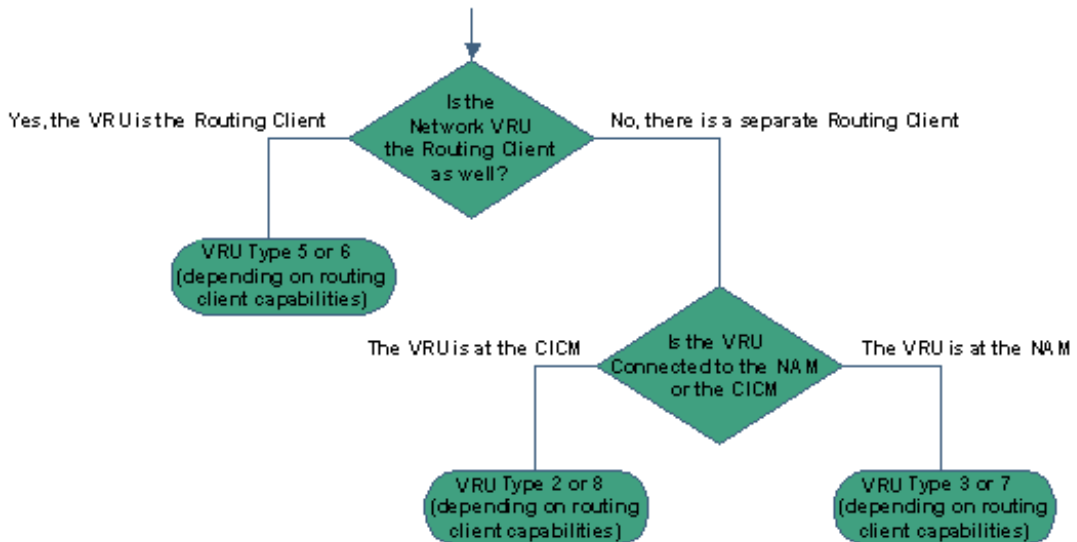 Is the
Network VRU
the Routing Client
as well?
Yes, the VRU is the Routing Client
No, there is a separate Routing Client
VRU Type 5 or 6
(depending on routing
client capabilities)
Is the VRU
Connected to the NAM
or the CICM
The VRU is at the CICM
The VRU is at the NAM
VRU Type 2 or 8
(depending on routing
client capabilities)
VRU Type 3 or 7
(depending on routing
client capabilities)